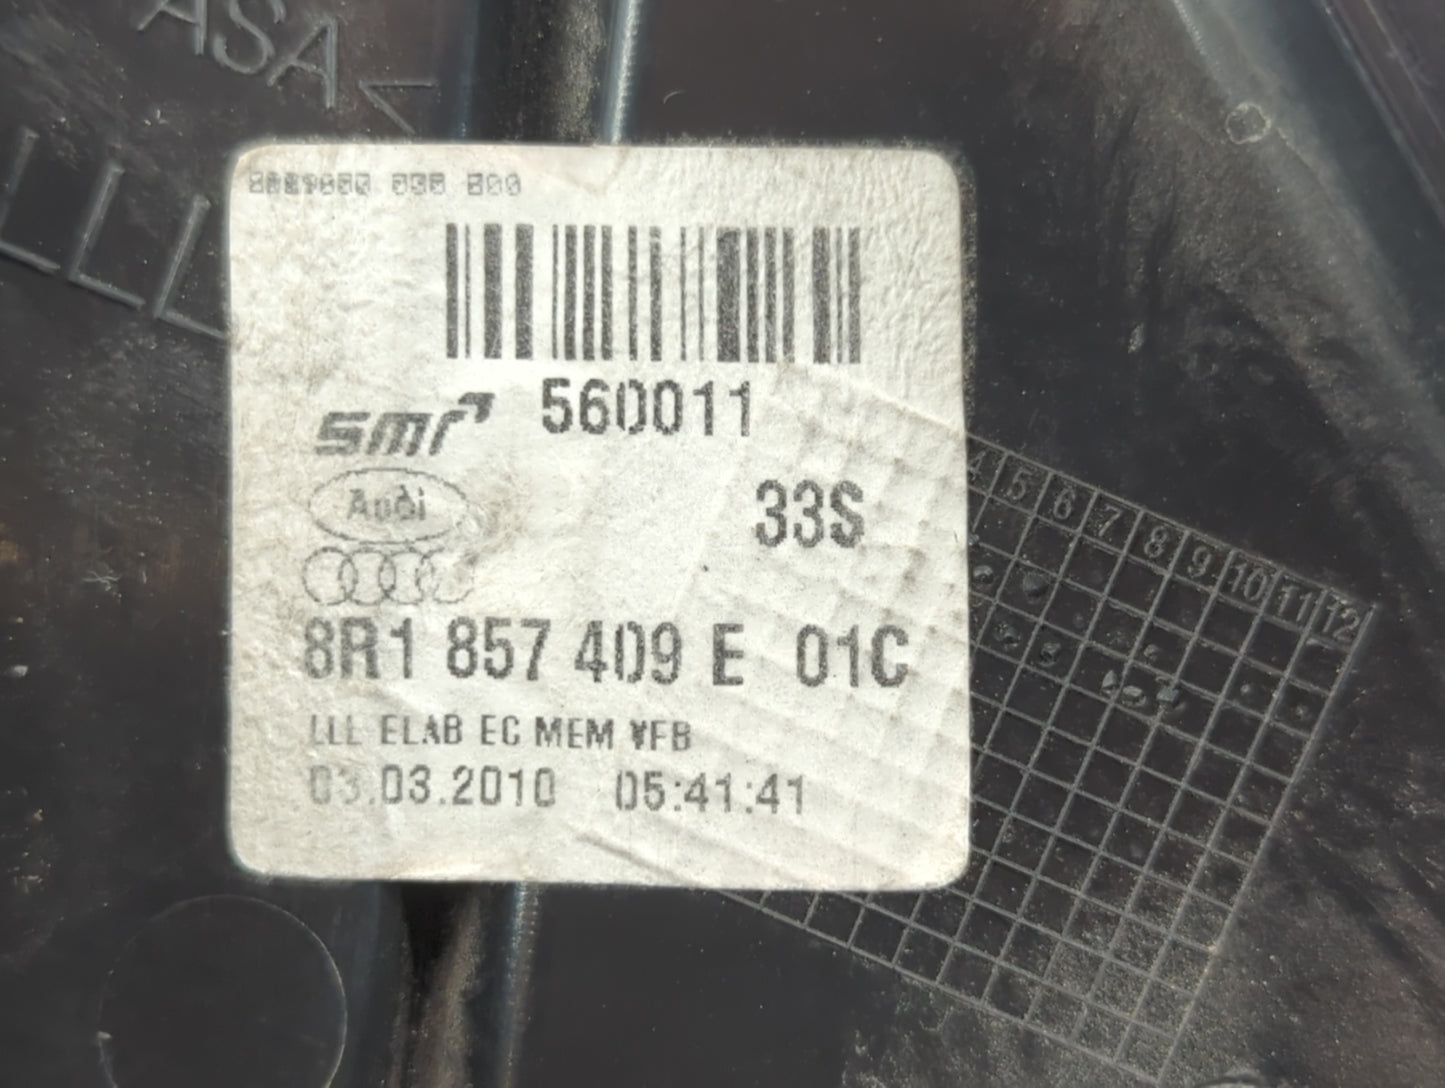 ASA
LLL
560011
smr
Audi
33S
8R1 857 409 E 01C
LLL ELAB EC MEM VFB
03.03.2010 05:41:41
4 5 6 7 8 9 10 11 12